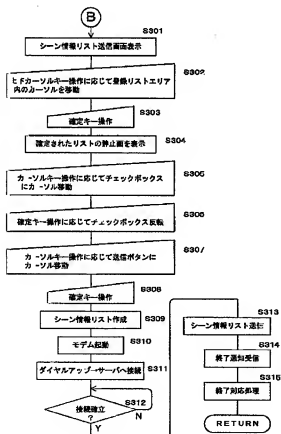 B
S301
シーン情報リスト送信画面表示
S302
ヒドカーソルキー操作に応じて登録リストエリア
内のカーソルを移動
S303
確定キー操作
S304
確定されたリストの静止画を表示
S305
カーソルキー操作に応じてチェックボックス
にカーソル移動
S306
確定キー操作に応じてチェックボックス反転
S307
カーソルキー操作に応じて送信ボタンに
カーソル移動
S308
確定キー操作
S309
シーン情報リスト作成
S310
モデム起動
S311
ダイヤルアップ→サーバへ接続
S312
接続確立
?
N
Y
S313
シーン情報リスト送信
S314
終了通知受信
S315
終了対応処理
RETURN